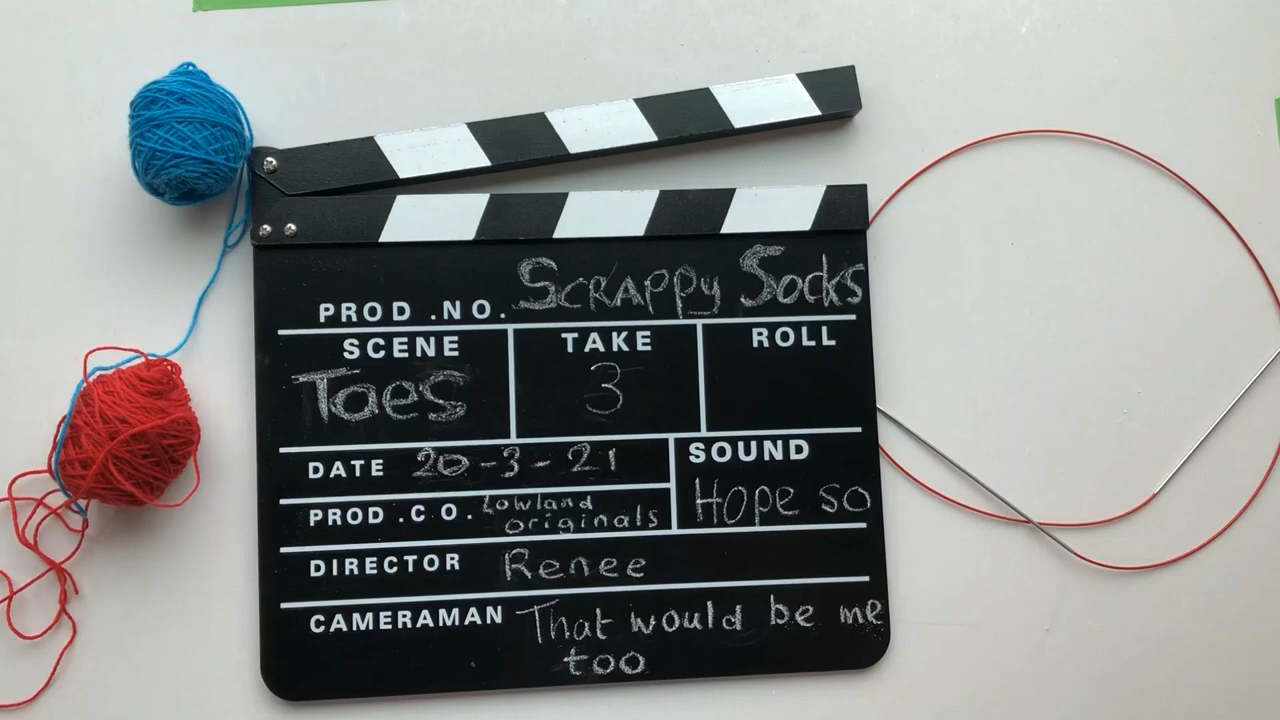 PROD .NO. Scrappy Socks
SCENE TAKE ROLL
Toes 3
DATE 20-3-21
SOUND
PROD .C.O. Lowland
originals
Hope so
DIRECTOR Renee
CAMERAMAN That would be me
too